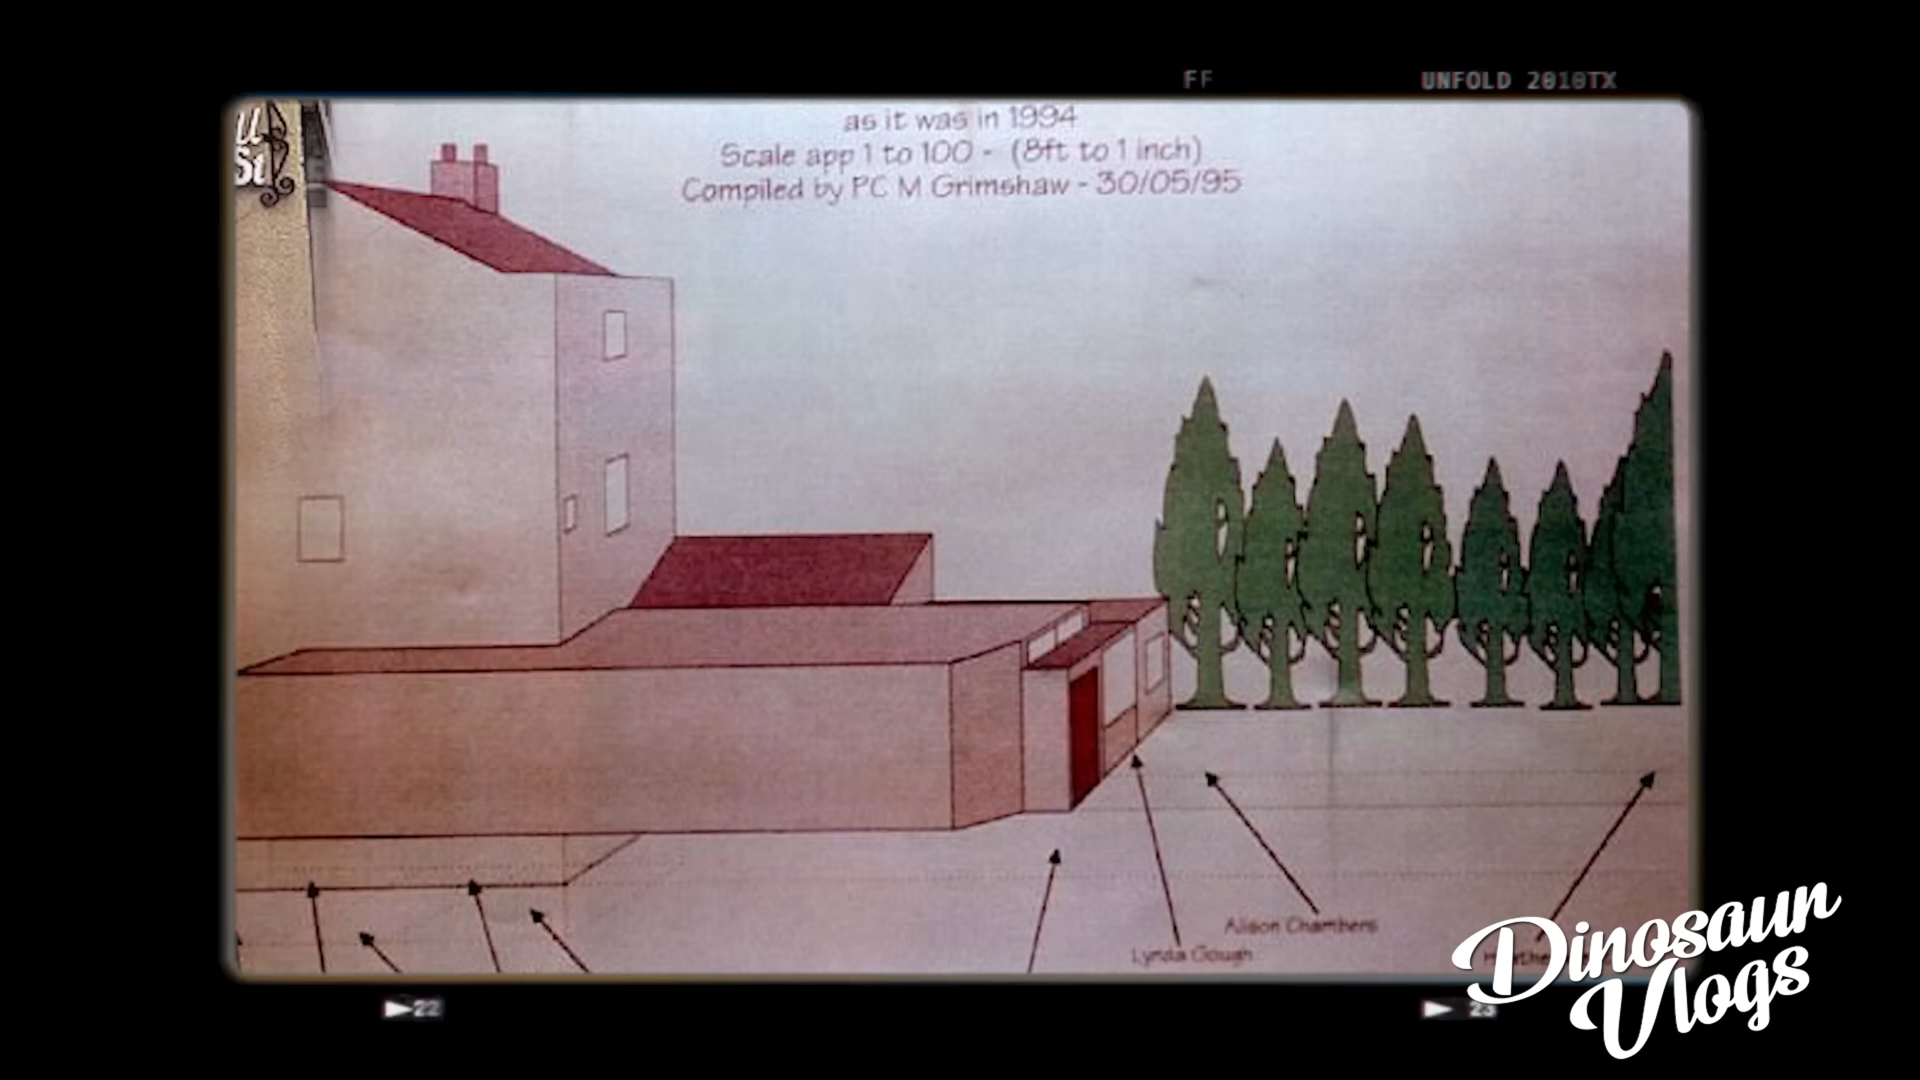 FF
UNFOLD 2010TX
St
as it was in 1994
Scale app 1 to 100 - (8ft to 1 inch)
Compiled by PC M Grimshaw - 30/05/95
Alison Chambers
Lynda Gough
Dinosaur
Vlogs
22
23